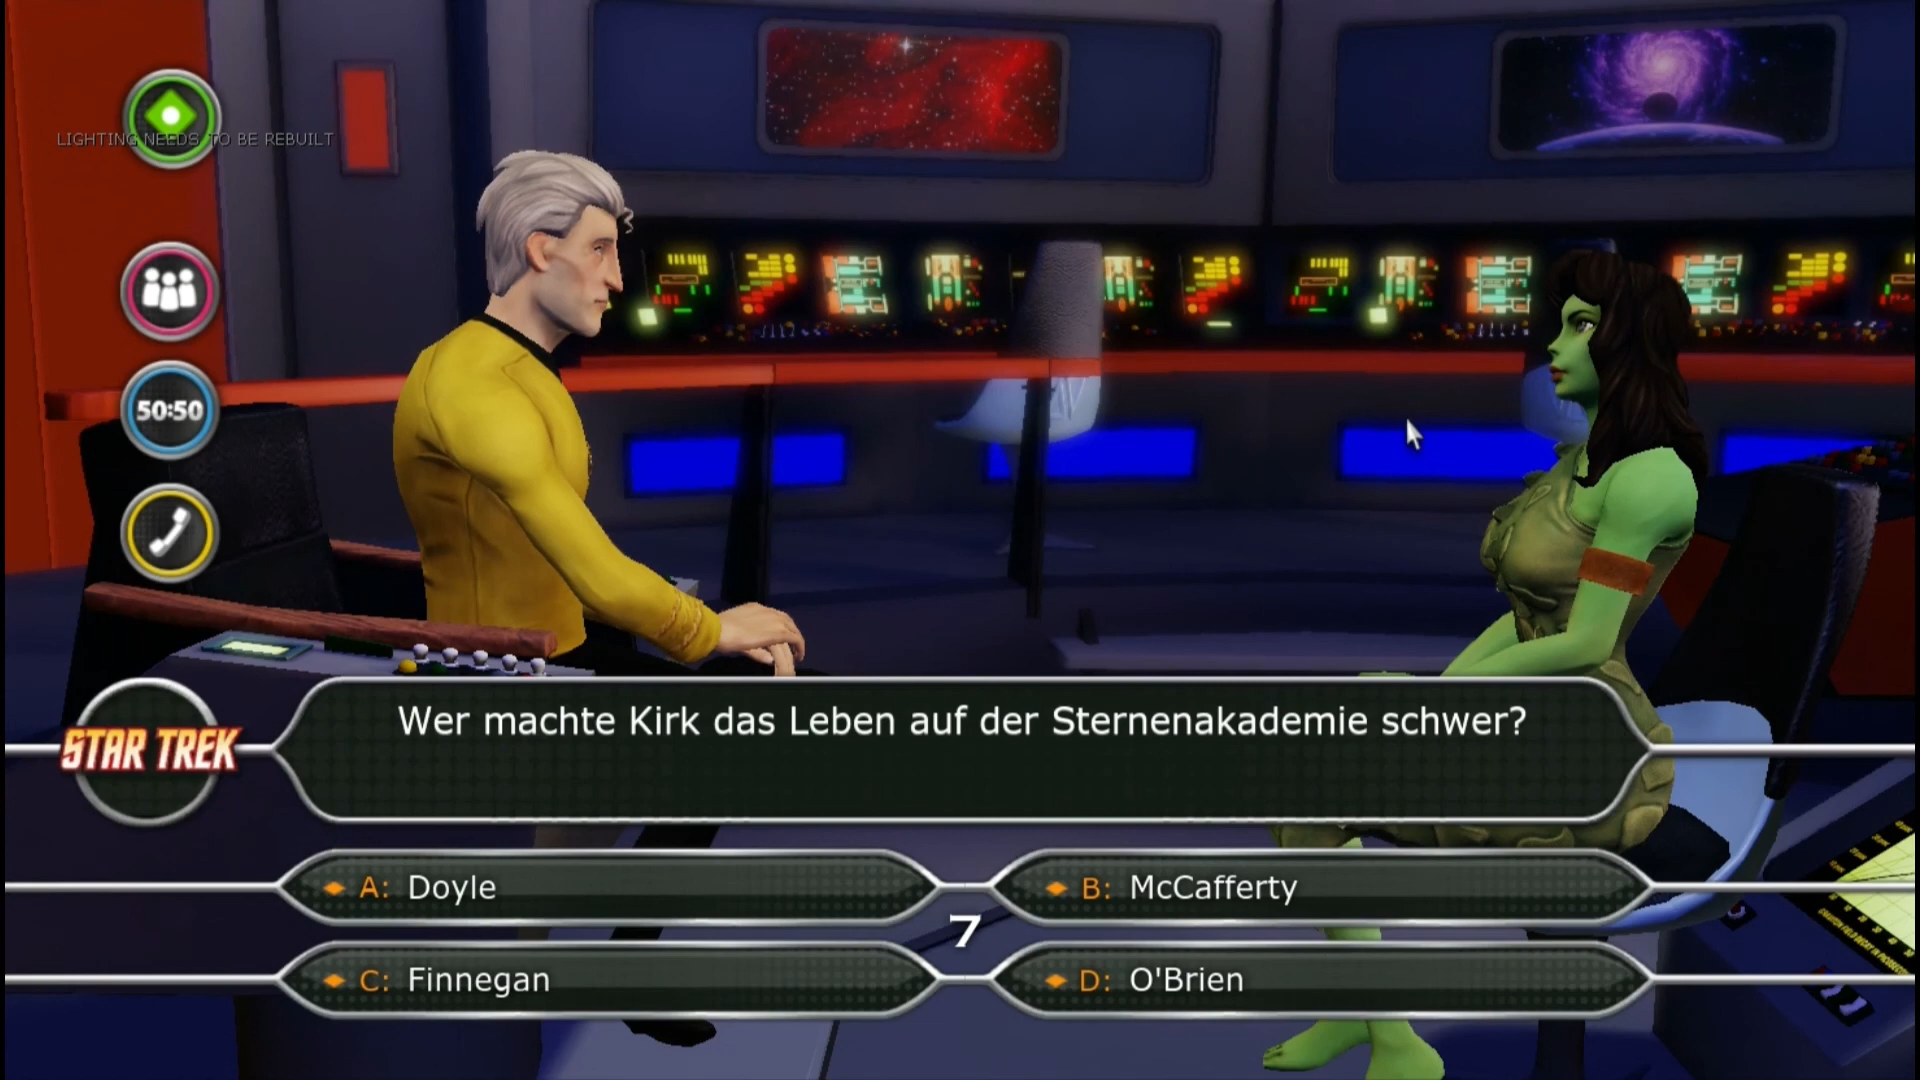 LIGHTING NEEDS TO BE REBUILT
50:50
STAR TREK
Wer machte Kirk das Leben auf der Sternenakademie schwer?
A: Doyle
B: McCafferty
7
C: Finnegan
D: O'Brien